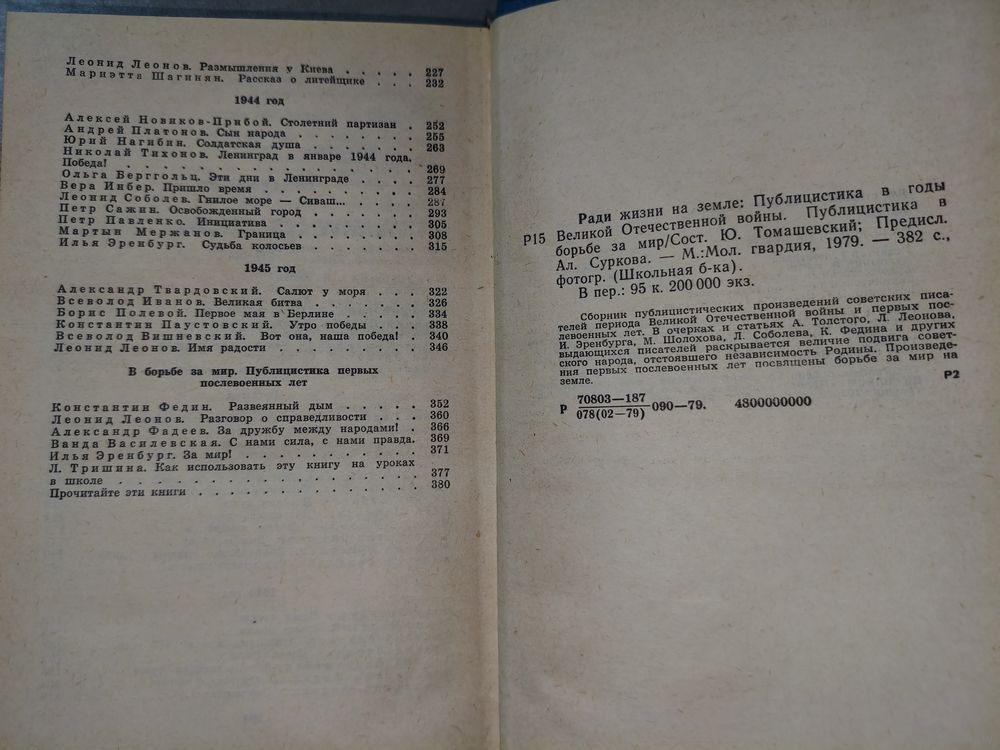 Леонид Леонов. Размышления у Киева . . . . . 227
Мариэтта Шагинян. Рассказ о литейщике . . . 232
1944 год
Алексей Новиков-Прибой. Столетний партизан . 252
Андрей Платонов. Сын народа . . . . . . . . 255
Юрий Нагибин. Солдатская душа . . . . . . . 263
Николай Тихонов. Ленинград в январе 1944 года.
Победа! . . . . . . . . . . . . . . . . . 269
Ольга Берггольц. Эти дни в Ленинграде . . . . 277
Вера Инбер. Пришло время . . . . . . . . . 284
Леонид Соболев. Гнилое море — Сиваш... . . . . 287
Петр Сажин. Освобожденный город . . . . . . 293
Петр Павленко. Инициатива . . . . . . . . 305
Мартын Мержанов. Граница . . . . . . . . 308
Илья Эренбург. Судьба колосьев . . . . . . 315
1945 год
Александр Твардовский. Салют у моря . . . . 322
Всеволод Иванов. Великая битва . . . . . . . 326
Борис Полевой. Первое мая в Берлине . . . . . 334
Константин Паустовский. Утро победы . . . . 338
Всеволод Вишневский. Вот она, наша победа! . 340
Леонид Леонов. Имя радости . . . . . . . . 346
В борьбе за мир. Публицистика первых
послевоенных лет
Константин Федин. Развеянный дым . . . . . 352
Леонид Леонов. Разговор о справедливости . . . 360
Александр Фадеев. За дружбу между народами! . 366
Ванда Василевская. С нами сила, с нами правда. 369
Илья Эренбург. За мир! . . . . . . . . . . 371
Л. Тришина. Как использовать эту книгу на уроках
в школе . . . . . . . . . . . . . . . . . 377
Прочитайте эти книги . . . . . . . . . . . . 380
Ради жизни на земле: Публицистика в годы
Р15 Великой Отечественной войны. Публицистика в
борьбе за мир/Сост. Ю. Томашевский; Предисл.
Ал. Суркова. — М.:Мол. гвардия, 1979. — 382 с.,
фотогр. (Школьная б-ка).
В пер.: 95 к. 200 000 экз.
Сборник публицистических произведений советских писа-
телей периода Великой Отечественной войны и первых пос-
левоенных лет. В очерках и статьях А. Толстого, Л. Леонова,
И. Эренбурга, М. Шолохова, Л. Соболева, К. Федина и других
выдающихся писателей раскрывается величие подвига совет-
ского народа, отстоявшего независимость Родины. Произведе-
ния первых послевоенных лет посвящены борьбе за мир на
земле.
Р2
Р 70803—187
078(02—79) 090—79. 4800000000